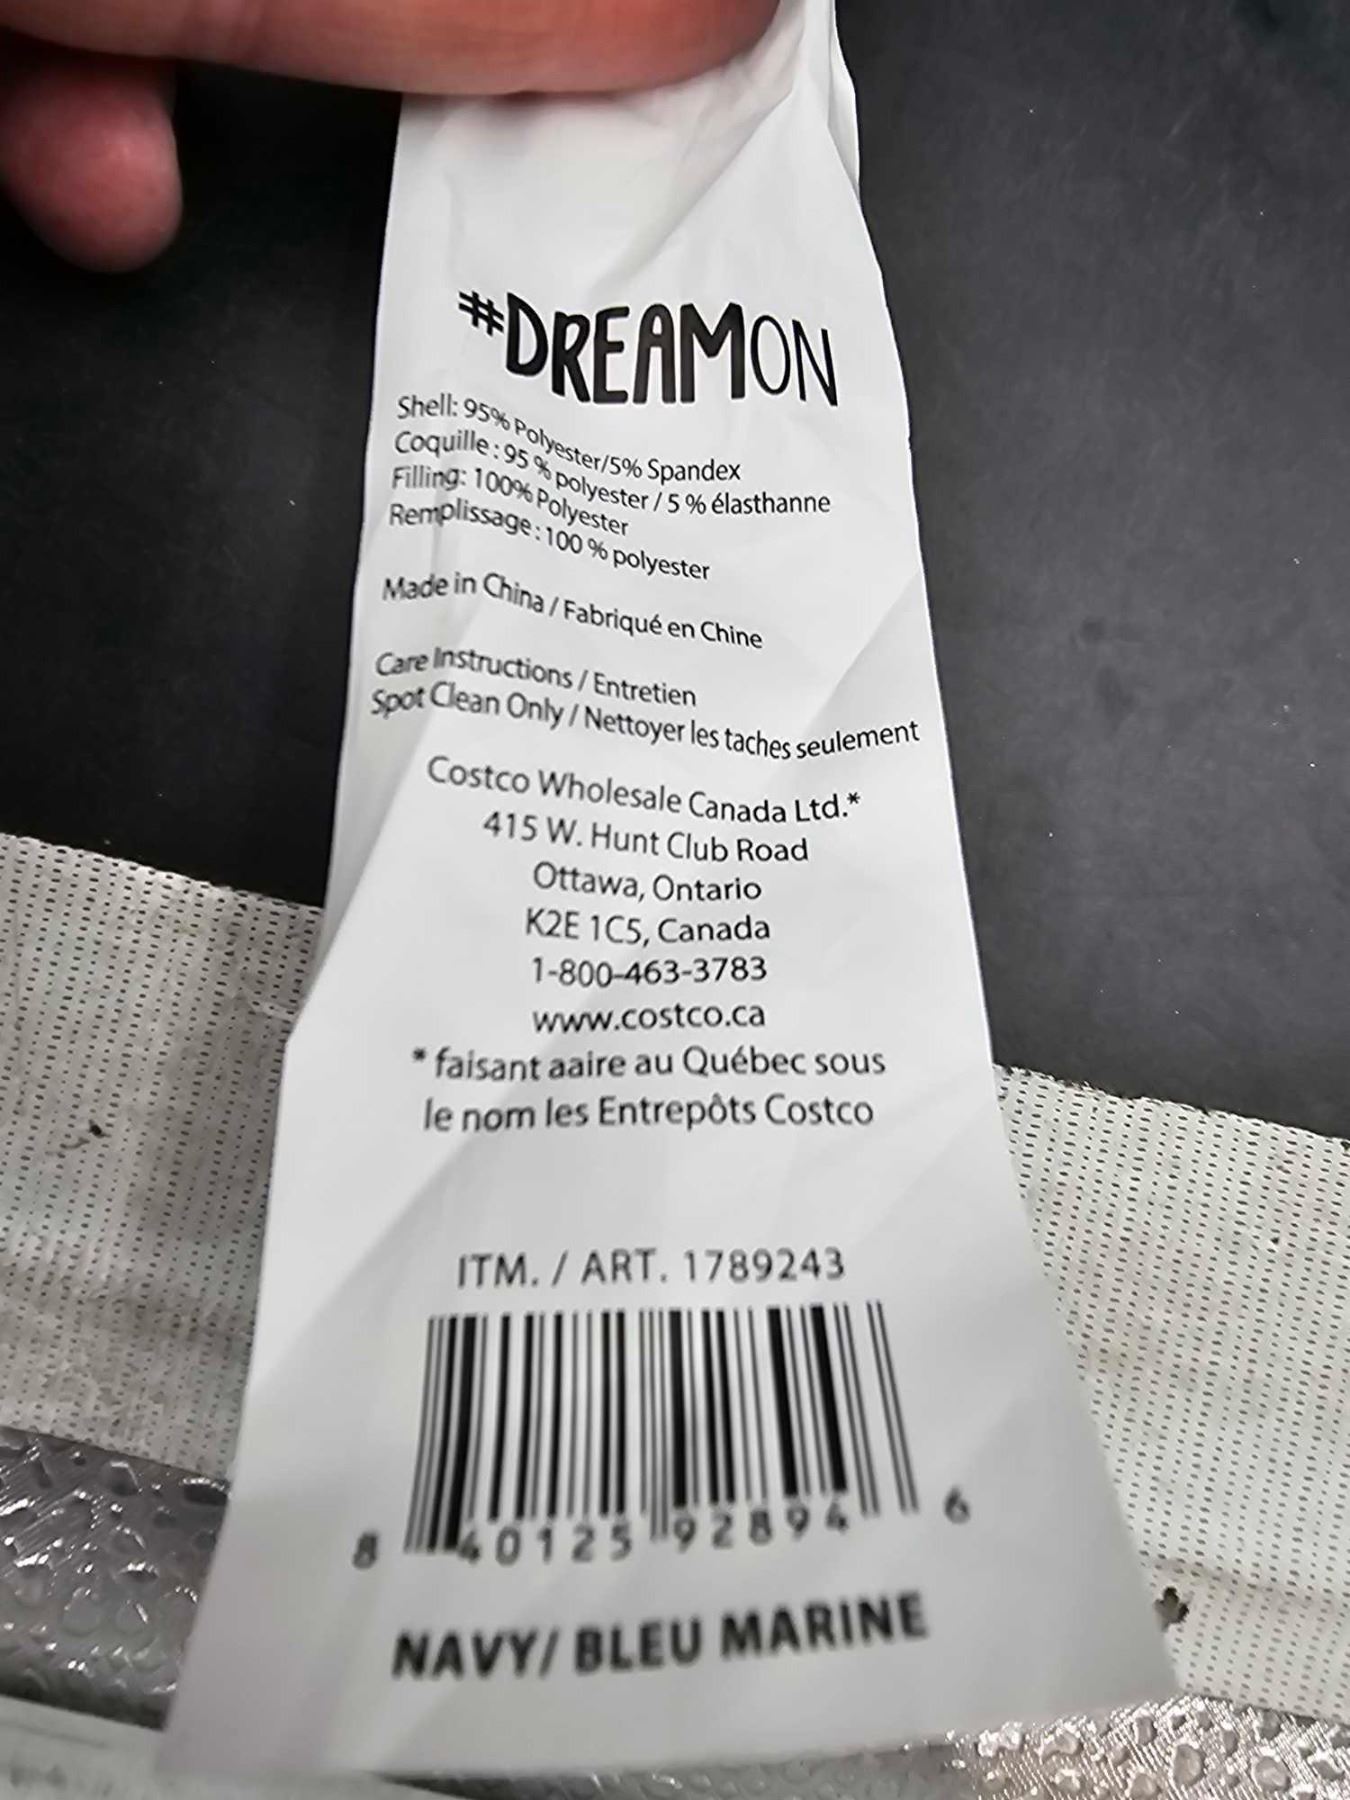 #DREAMON
Shell: 95% Polyester/5% Spandex
Coquille : 95 % polyester / 5 % élasthanne
Filling: 100% Polyester
Remplissage : 100 % polyester
Made in China / Fabriqué en Chine
Care Instructions / Entretien
Spot Clean Only / Nettoyer les taches seulement
Costco Wholesale Canada Ltd.*
415 W. Hunt Club Road
Ottawa, Ontario
K2E 1C5, Canada
1-800-463-3783
www.costco.ca
* faisant aaire au Québec sous
le nom les Entrepôts Costco
ITM. / ART. 1789243
8 40125 92894 6
NAVY/ BLEU MARINE